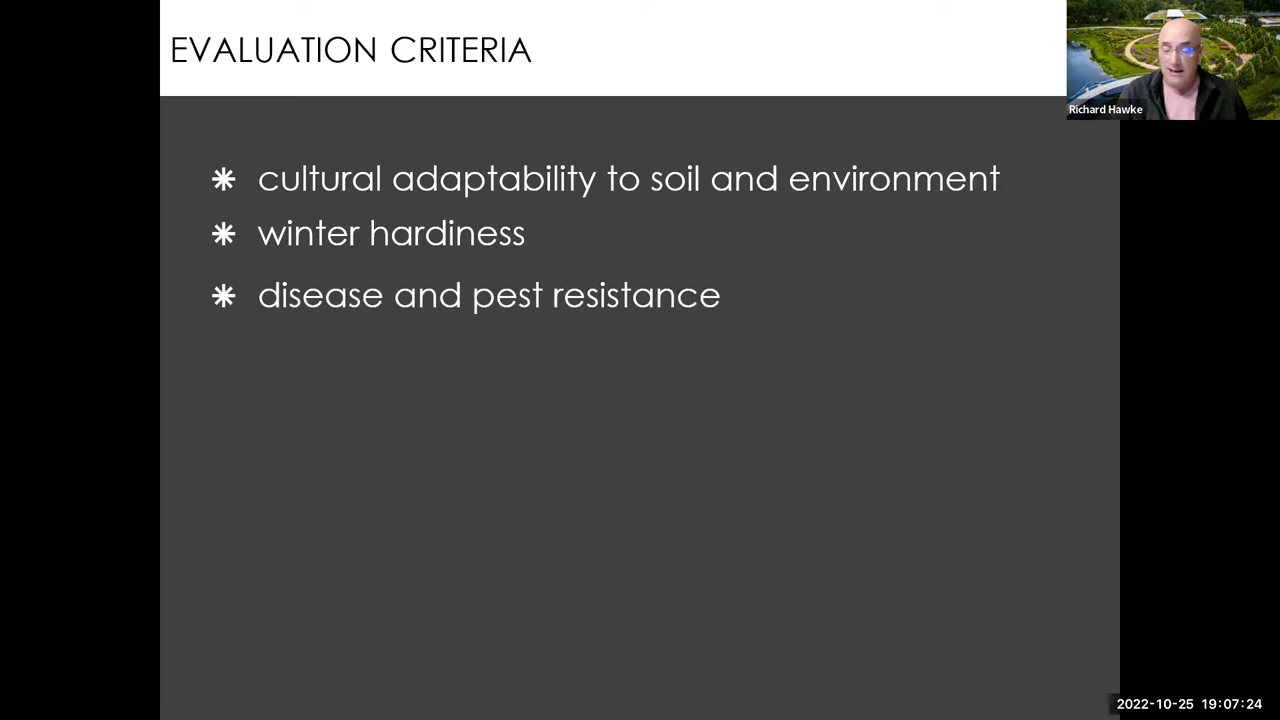 EVALUATION CRITERIA
Richard Hawke
cultural adaptability to soil and environment
winter hardiness
disease and pest resistance
2022-10-25 19:07:24